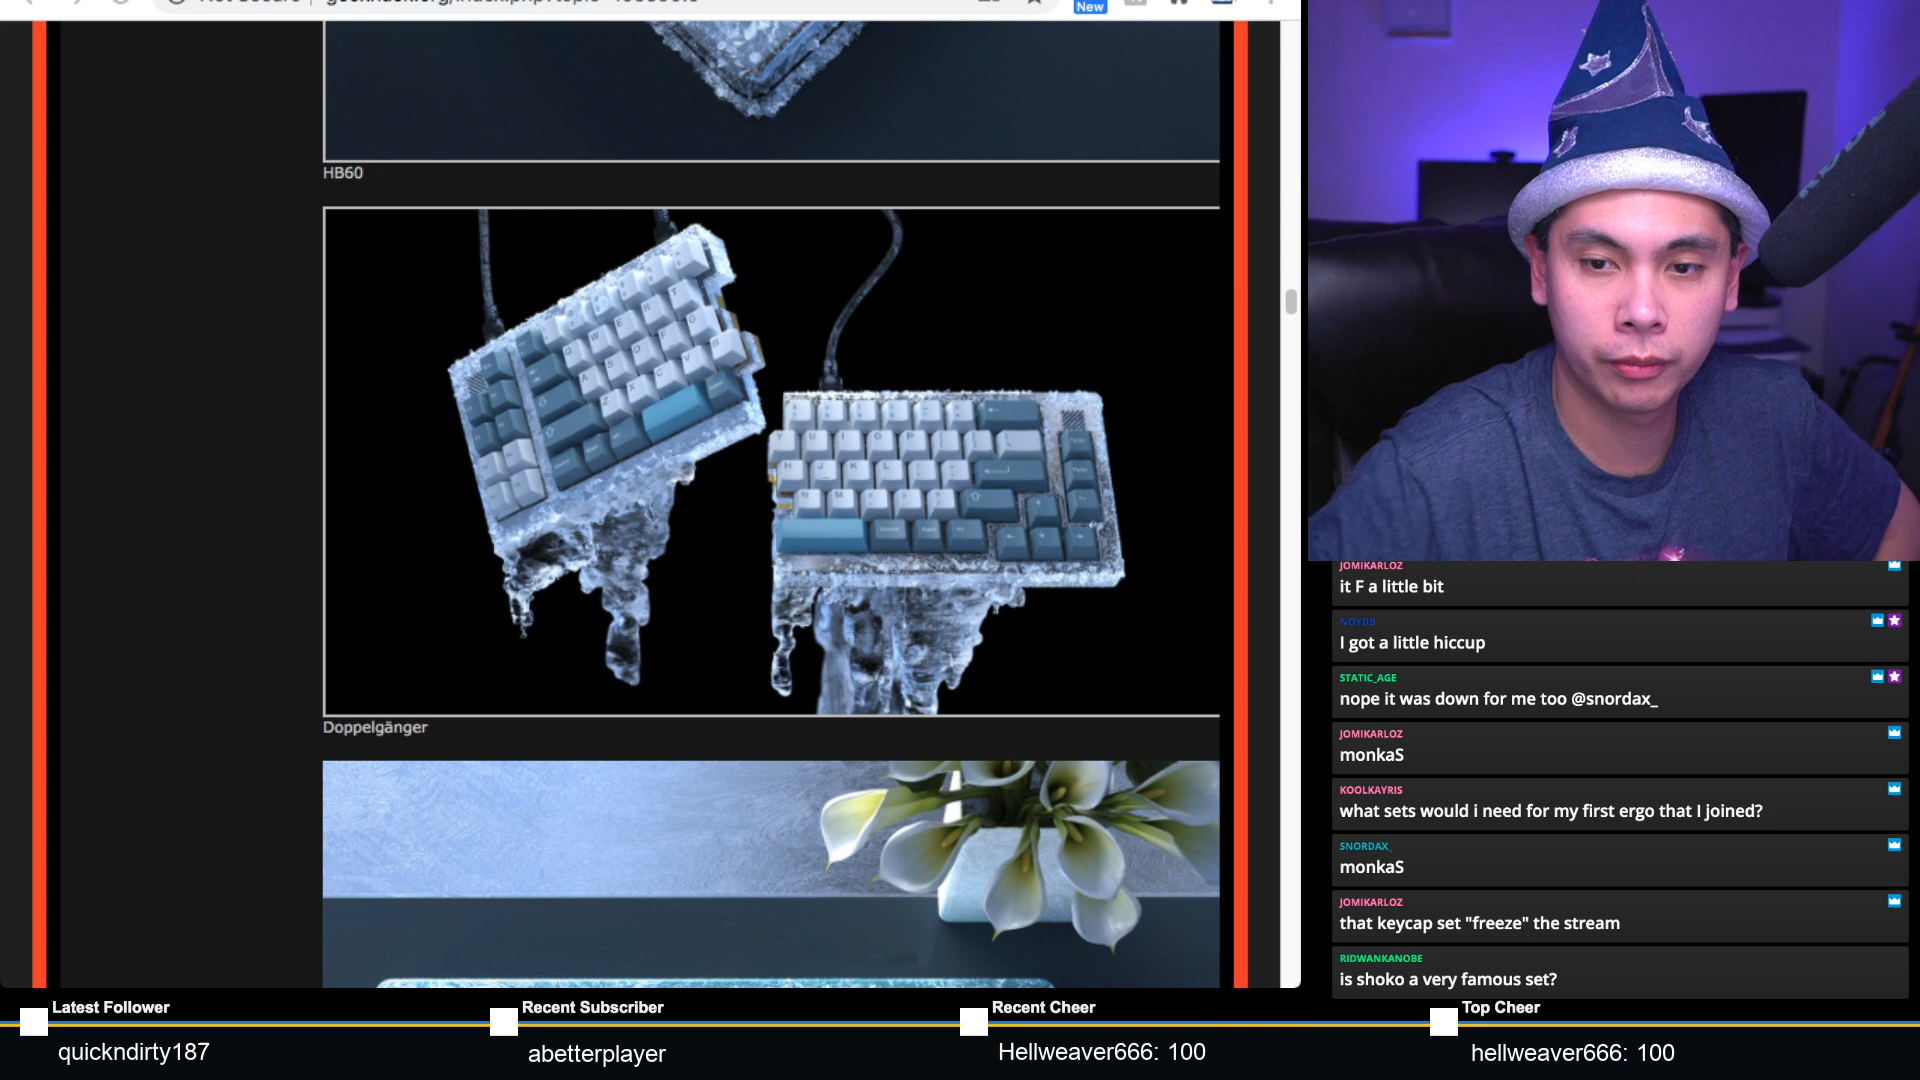 New
HB60
Doppelgänger
JOMIKARLOZ
it F a little bit
NOYDB
I got a little hiccup
STATIC_AGE
nope it was down for me too @snordax_
JOMIKARLOZ
monkaS
KOOLKAYRIS
what sets would i need for my first ergo that I joined?
SNORDAX_
monkaS
JOMIKARLOZ
that keycap set "freeze" the stream
RIDWANKANOBE
is shoko a very famous set?
Latest Follower
quickndirty187
Recent Subscriber
abetterplayer
Recent Cheer
Hellweaver666: 100
Top Cheer
hellweaver666: 100